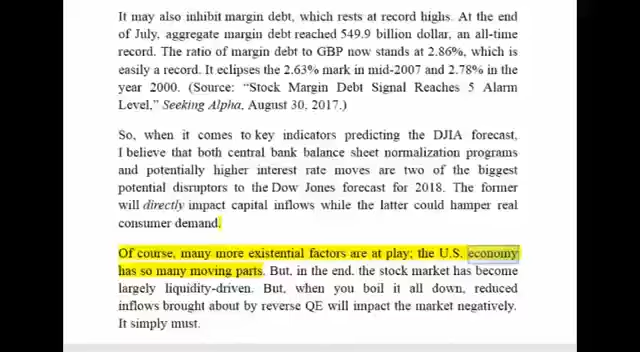 It may also inhibit margin debt, which rests at record highs. At the end
of July, aggregate margin debt reached 549.9 billion dollar, an all-time
record. The ratio of margin debt to GBP now stands at 2.86%, which is
easily a record. It eclipses the 2.63% mark in mid-2007 and 2.78% in the
year 2000. (Source: “Stock Margin Debt Signal Reaches 5 Alarm
Level,” Seeking Alpha, August 30, 2017.)
So, when it comes to key indicators predicting the DJIA forecast,
I believe that both central bank balance sheet normalization programs
and potentially higher interest rate moves are two of the biggest
potential disruptors to the Dow Jones forecast for 2018. The former
will directly impact capital inflows while the latter could hamper real
consumer demand.
Of course, many more existential factors are at play; the U.S. economy
has so many moving parts. But, in the end, the stock market has become
largely liquidity-driven. But, when you boil it all down, reduced
inflows brought about by reverse QE will impact the market negatively.
It simply must.